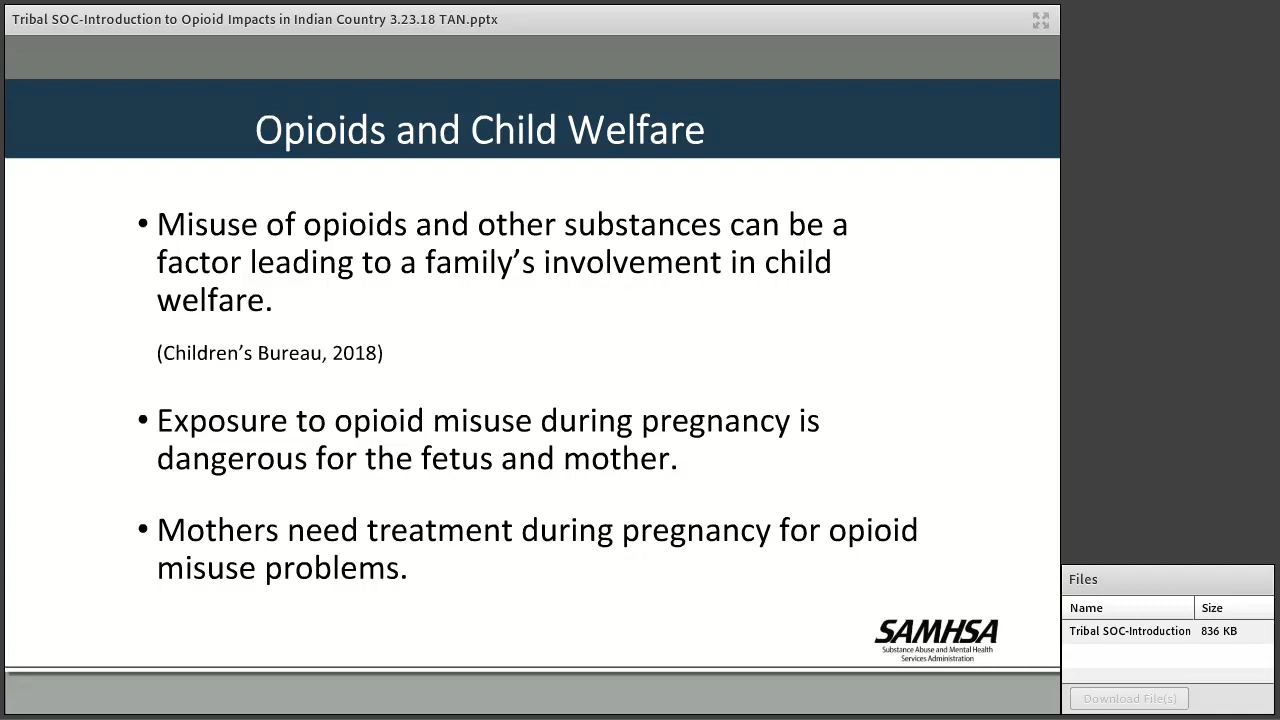 Tribal SOC-Introduction to Opioid Impacts in Indian Country 3.23.18 TAN.pptx
Opioids and Child Welfare
• Misuse of opioids and other substances can be a
factor leading to a family’s involvement in child
welfare.
(Children’s Bureau, 2018)
• Exposure to opioid misuse during pregnancy is
dangerous for the fetus and mother.
• Mothers need treatment during pregnancy for opioid
misuse problems.
SAMHSA
Substance Abuse and Mental Health
Services Administration
Files
Name Size
Tribal SOC-Introduction 836 KB
Download File(s)